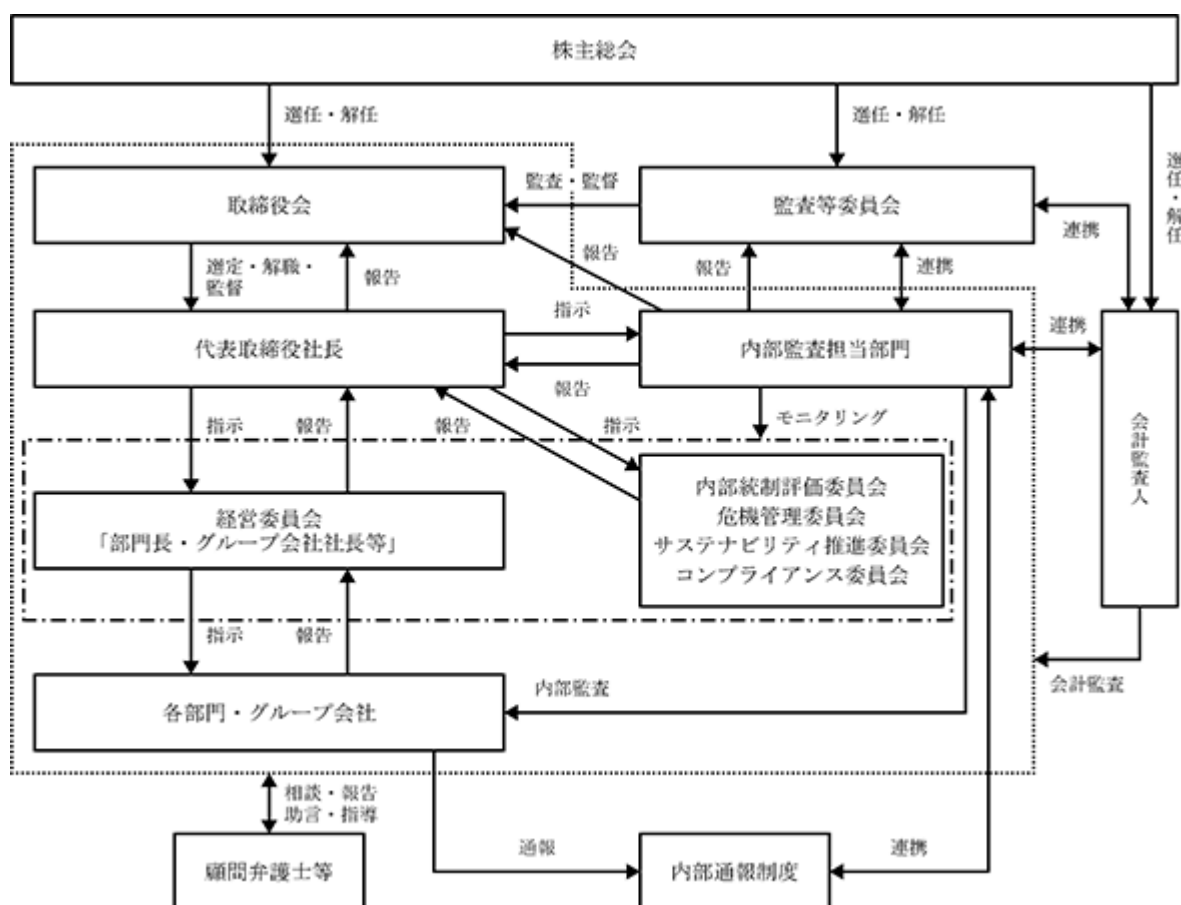 株主総会
選任・解任
選任・解任
選任・解任
取締役会
監査・監督
監査等委員会
連携
選定・解職・
監督
報告
報告
報告
連携
代表取締役社長
指示
報告
内部監査担当部門
連携
会計監査人
指示
報告
報告
指示
モニタリング
経営委員会
「部門長・グループ会社社長等」
内部統制評価委員会
危機管理委員会
サステナビリティ推進委員会
コンプライアンス委員会
指示
報告
会計監査
各部門・グループ会社
内部監査
相談・報告
助言・指導
顧問弁護士等
通報
内部通報制度
連携